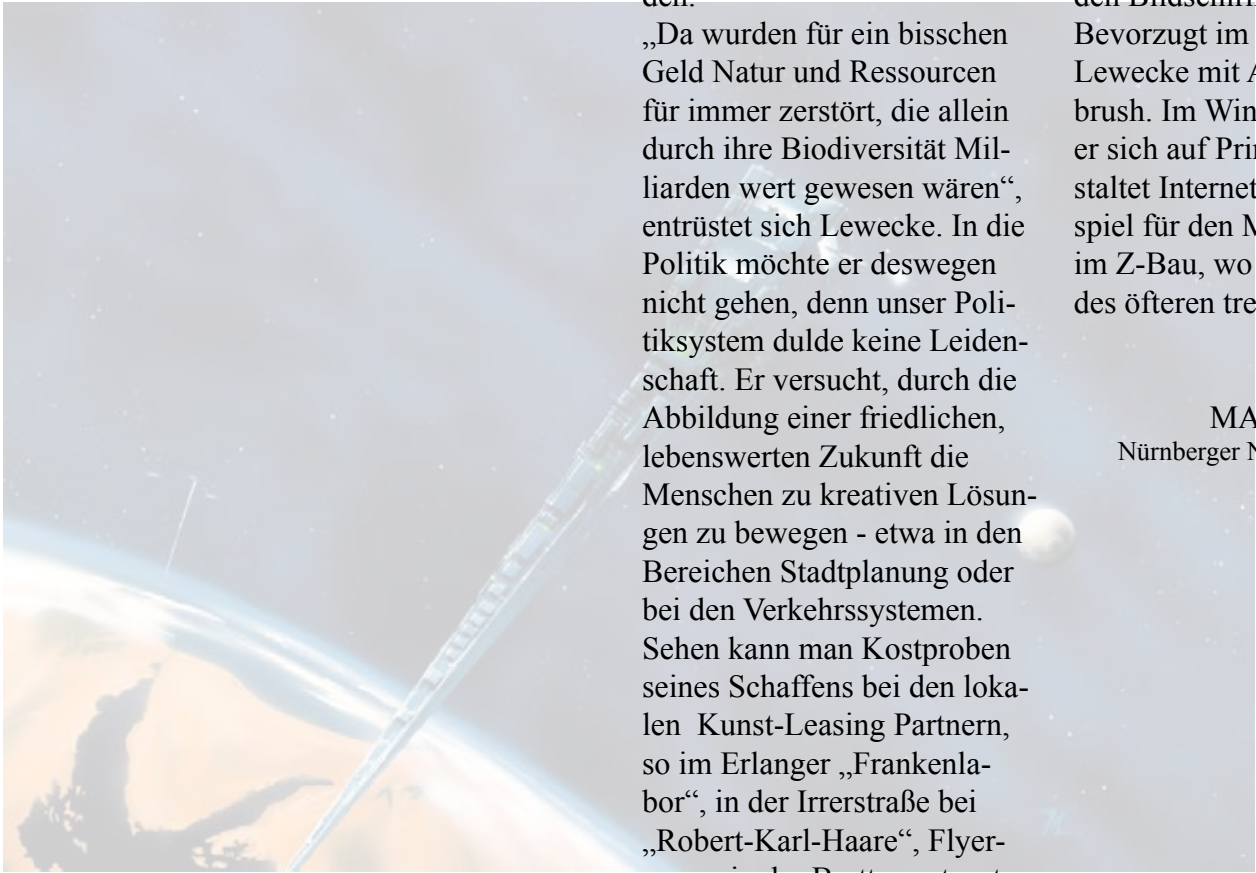 „Da wurden für ein bisschen
Geld Natur und Ressourcen
für immer zerstört, die allein
durch ihre Biodiversität Mil-
liarden wert gewesen wären“,
entrüstet sich Lewecke. In die
Politik möchte er deswegen
nicht gehen, denn unser Poli-
tiksystem dulde keine Leiden-
schaft. Er versucht, durch die
Abbildung einer friedlichen,
lebenswerten Zukunft die
Menschen zu kreativen Lösun-
gen zu bewegen - etwa in den
Bereichen Stadtplanung oder
bei den Verkehrssystemen.
Sehen kann man Kostproben
seines Schaffens bei den loka-
len Kunst-Leasing Partnern,
so im Erlanger „Frankenla-
bor“, in der Irrerstraße bei
„Robert-Karl-Haare“, Flyer-
Bevorzugt im
Lewecke mit
brush. Im
er sich auf
staltet
spiel für den
im Z-Bau, wo
des öfteren
MA
Nürnberger